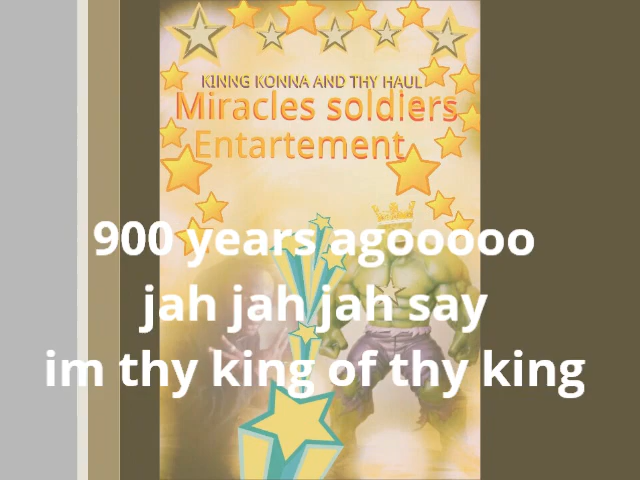 KINNG KONNA AND THY HAUL
Miracles soldiers
Entartement
900 years agooooo
jah jah jah say
im thy king of thy king